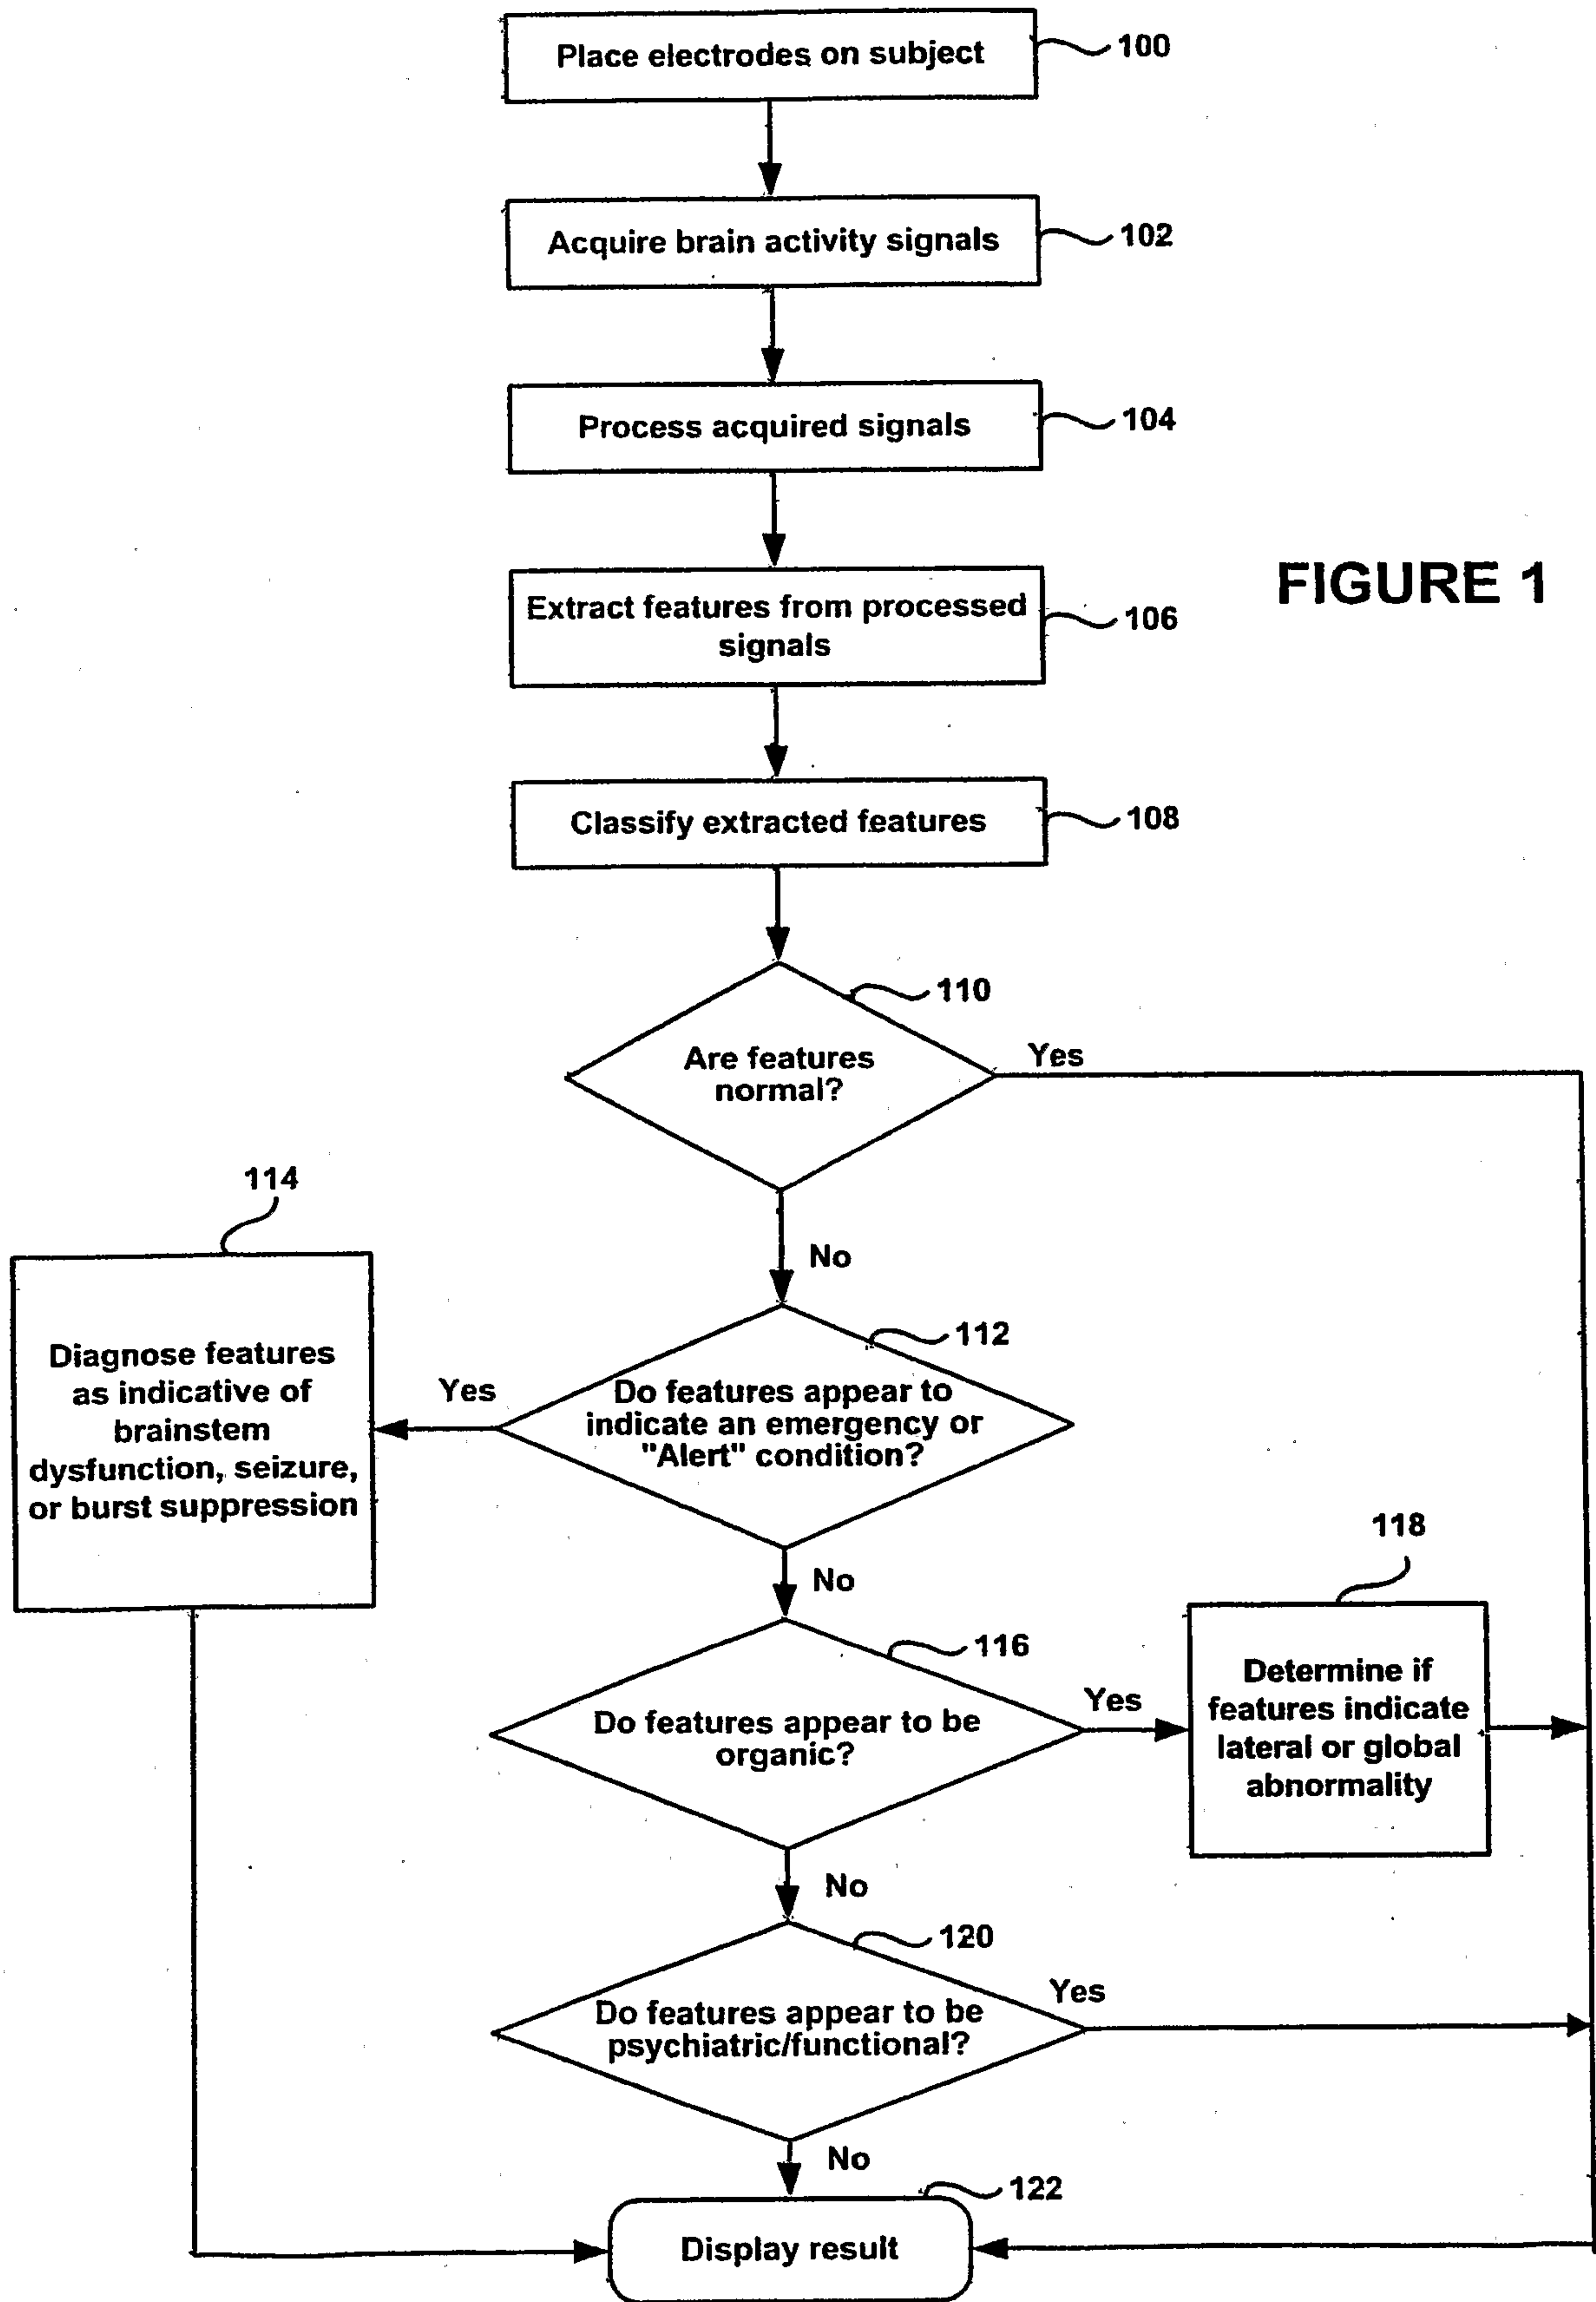 Place electrodes on subject
100
Acquire brain activity signals
102
Process acquired signals
104
FIGURE 1
Extract features from processed
signals
106
Classify extracted features
108
110
Are features
normal?
Yes
No
114
Diagnose features
as indicative of
brainstem
dysfunction, seizure,
or burst suppression
112
Do features appear to
indicate an emergency or
"Alert" condition?
Yes
No
116
Do features appear to be
organic?
Yes
118
Determine if
features indicate
lateral or global
abnormality
No
120
Do features appear to be
psychiatric/functional?
Yes
No
122
Display result